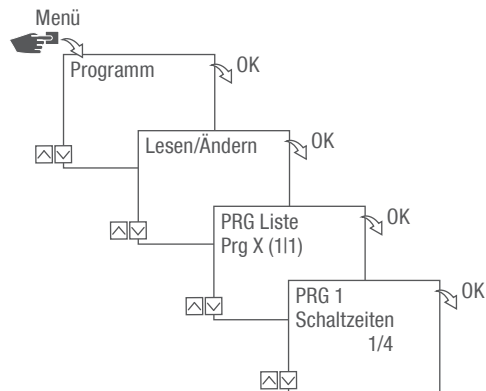 Menü
Programm
OK
Lesen/Ändern
OK
PRG Liste
Prg X (1|1)
OK
PRG 1
Schaltzeiten
1/4
OK